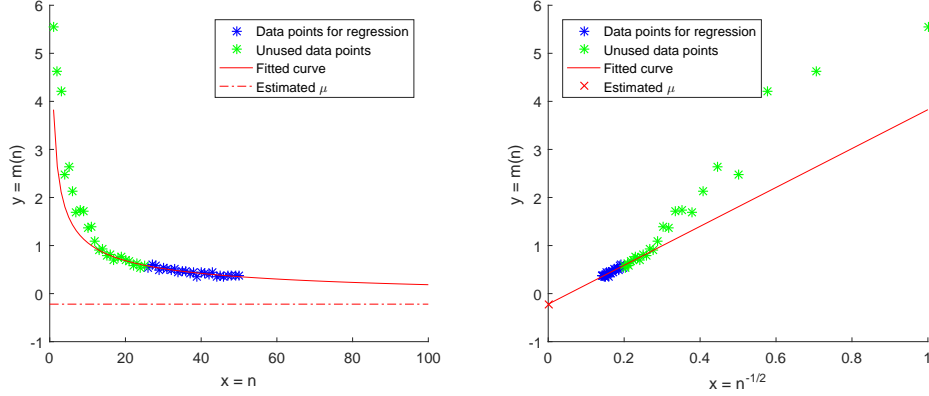 6
5
4
3
2
1
0
-1
y = m(n)
0
20
40
60
80
100
x = n
Data points for regression
Unused data points
Fitted curve
Estimated μ
6
5
4
3
2
1
0
-1
y = m(n)
0
0.2
0.4
0.6
0.8
1
x = n^{-1/2}
Data points for regression
Unused data points
Fitted curve
Estimated μ